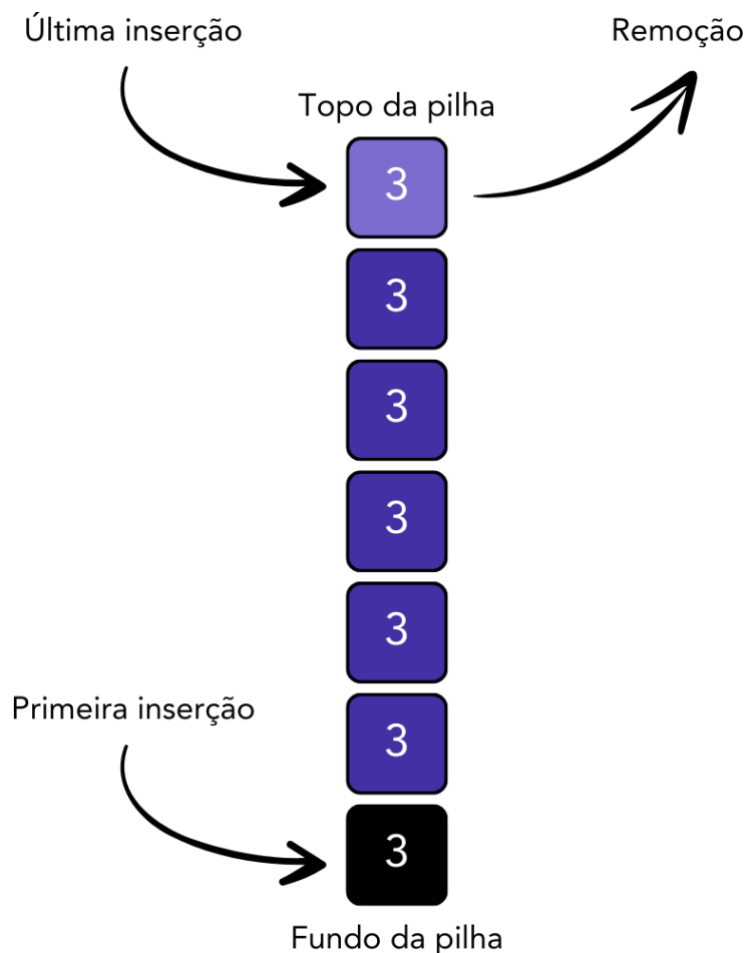 Última inserção
Remoção
Topo da pilha
3
3
3
3
3
3
Primeira inserção
3
Fundo da pilha